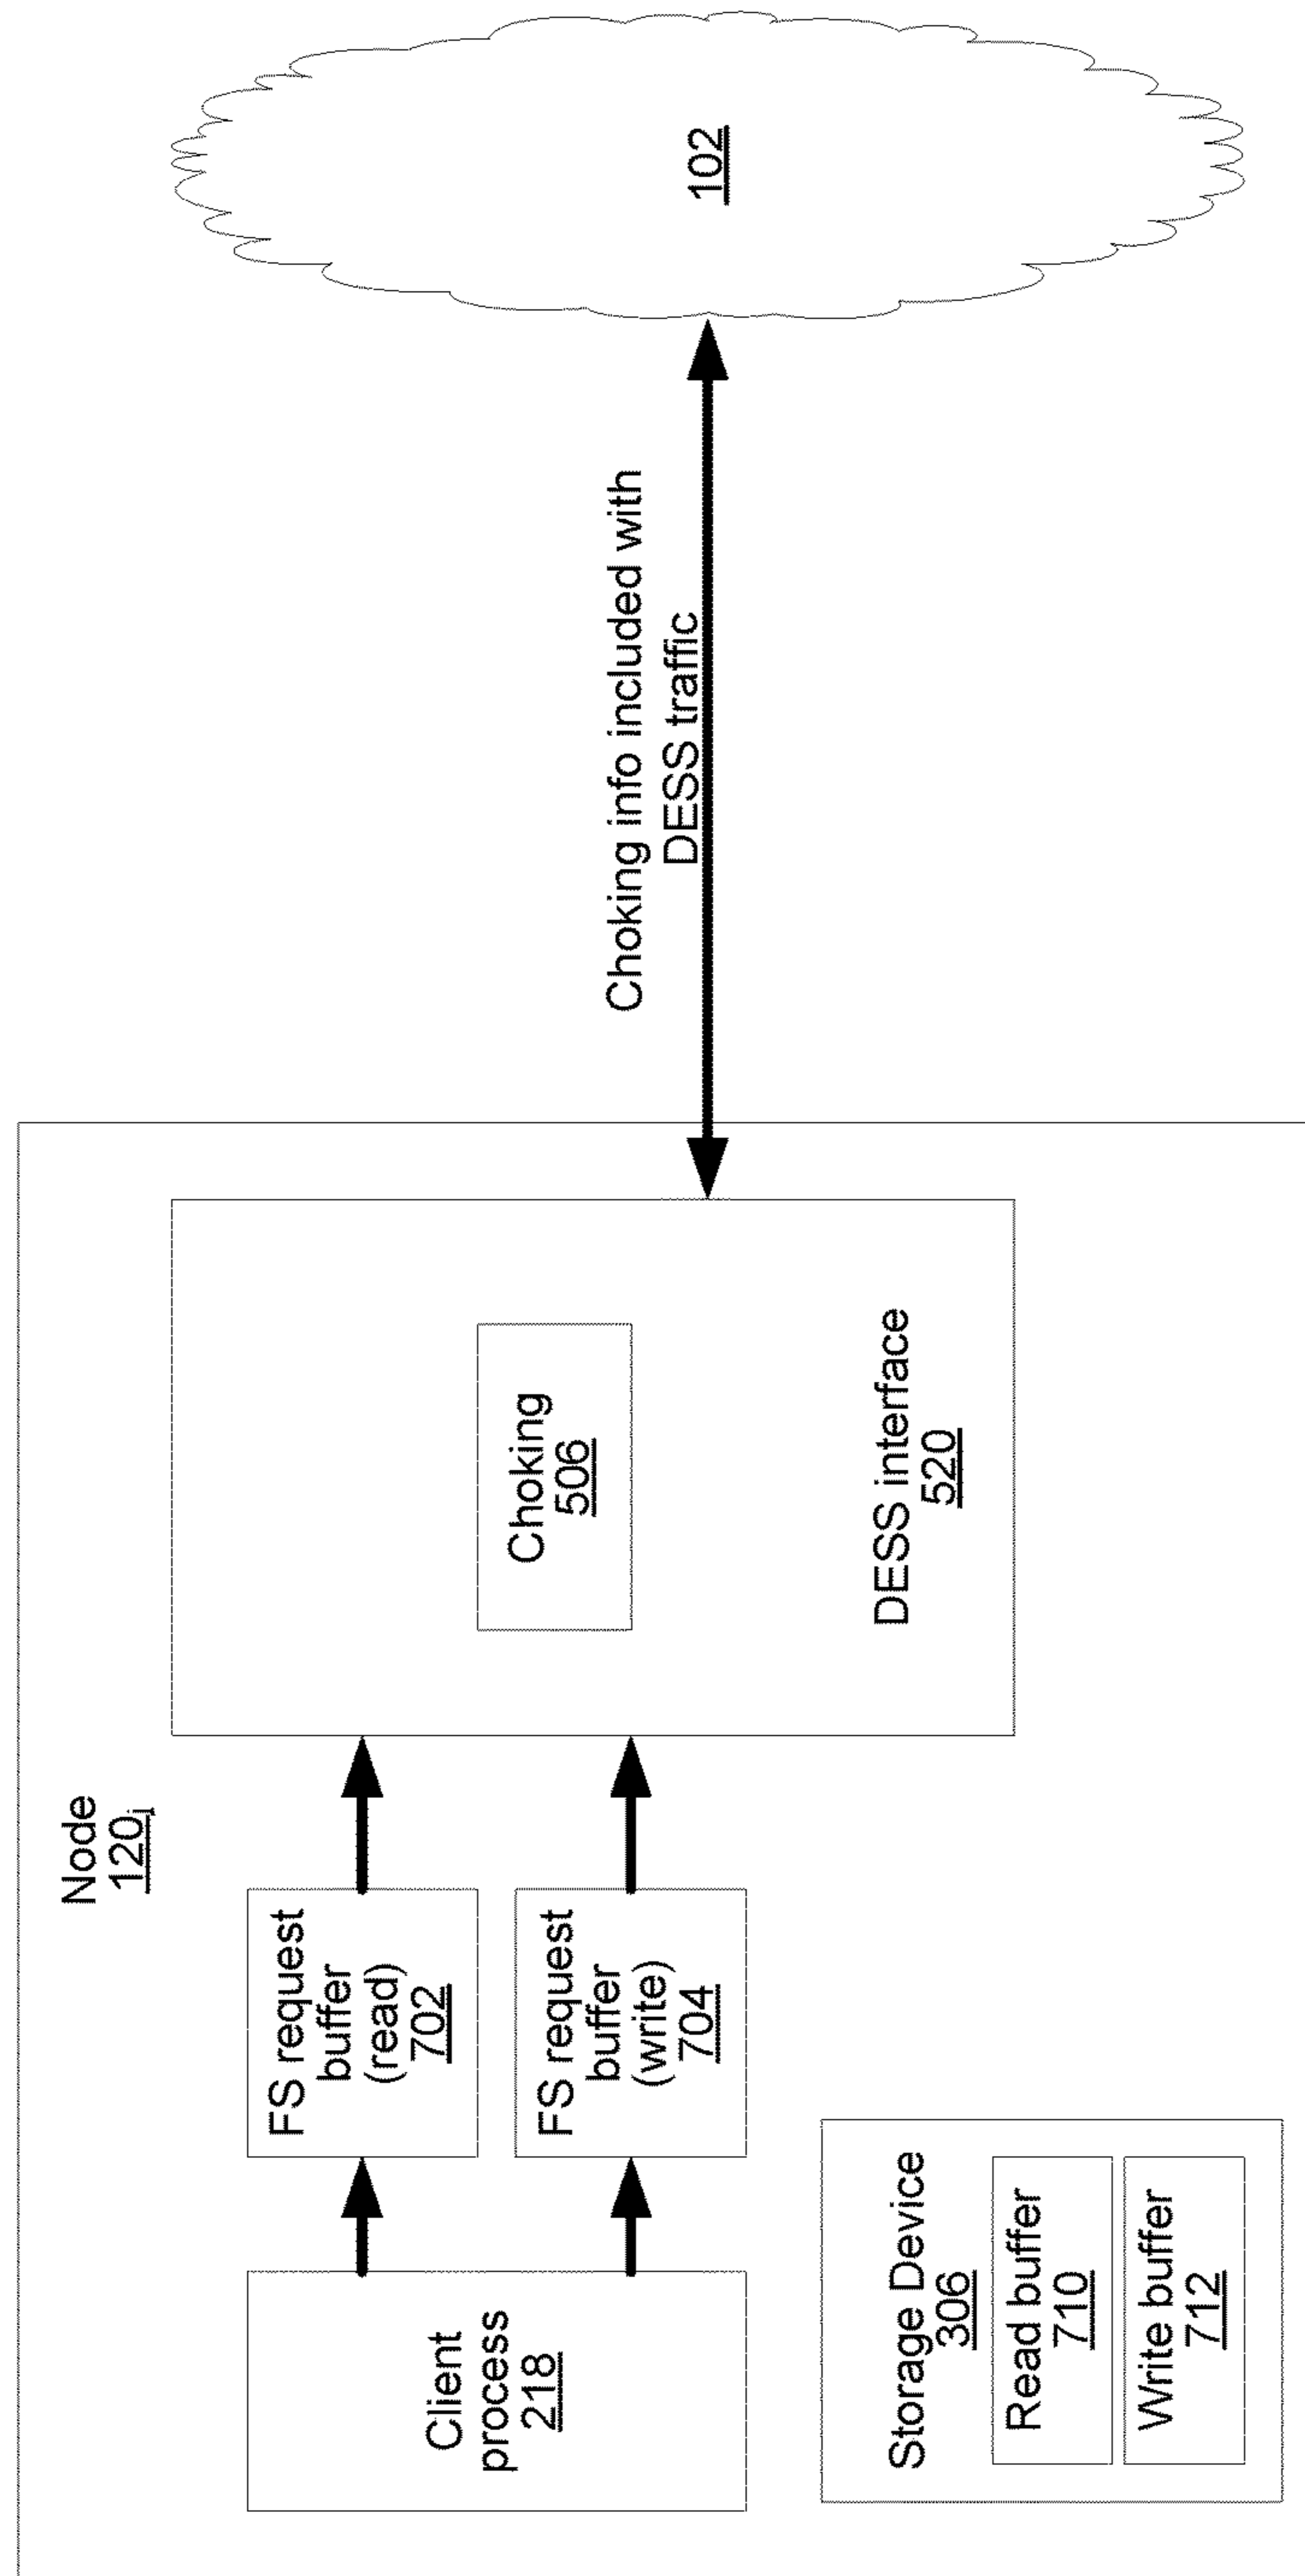 Node
120j
Client
process
218
FS request
buffer
(read)
702
FS request
buffer
(write)
704
Choking
506
DESS interface
520
Choking info included with
DESS traffic
102
Storage Device
306
Read buffer
710
Write buffer
712